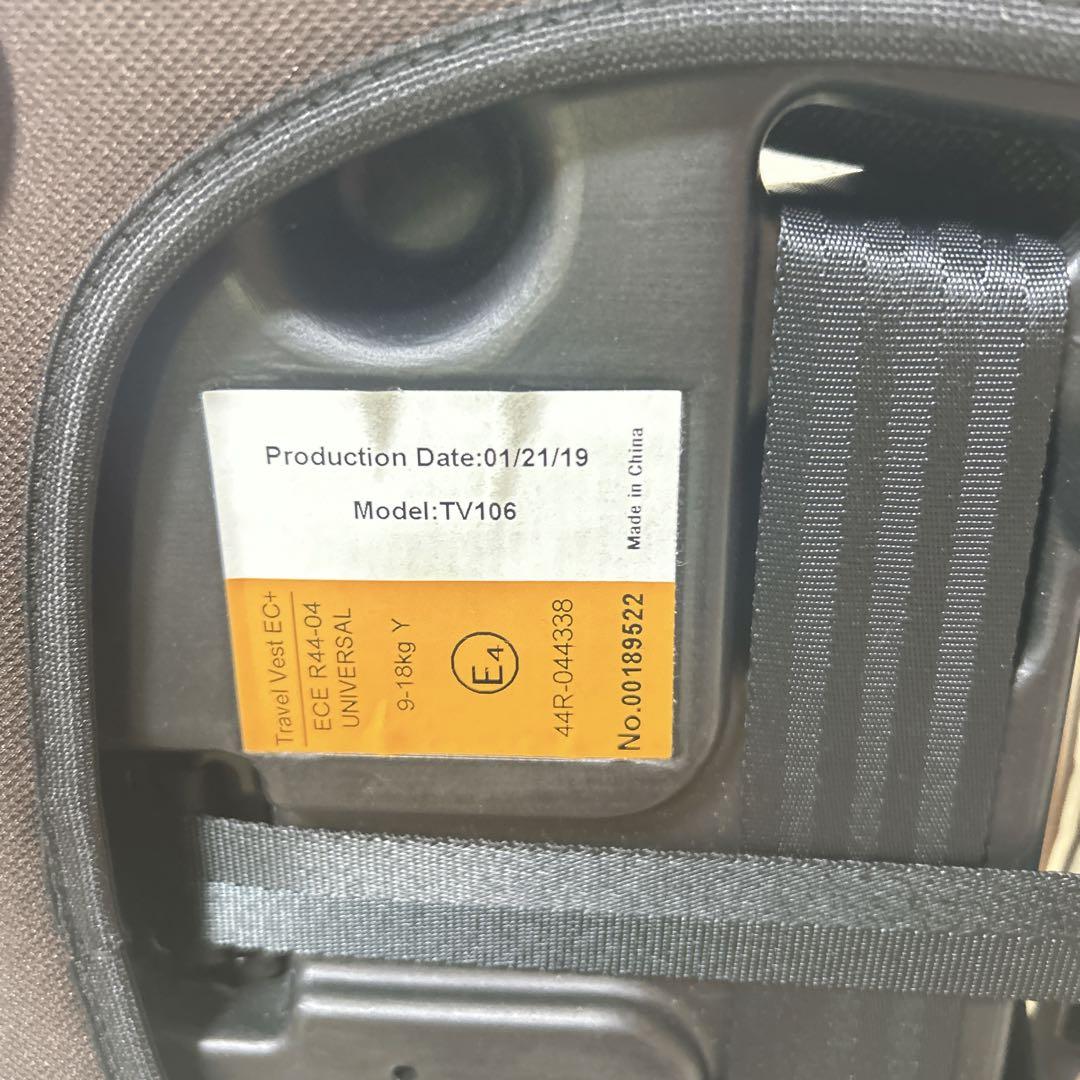 Production Date:01/21/19
Model:TV106
Made in China
Travel Vest EC+
ECE R44-04
UNIVERSAL
9-18kg Y
E4
44R-044338
No.00189522